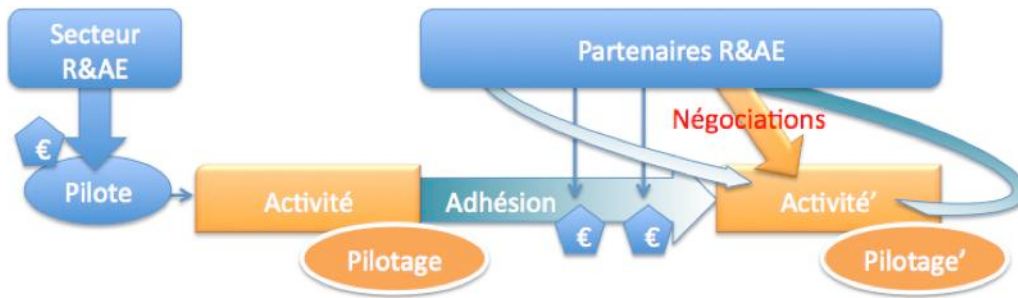 Secteur
R&AE
Partenaires R&AE
Négociations
€
Pilote
Activité
Adhésion
€
€
Activité’
Pilotage
Pilotage’